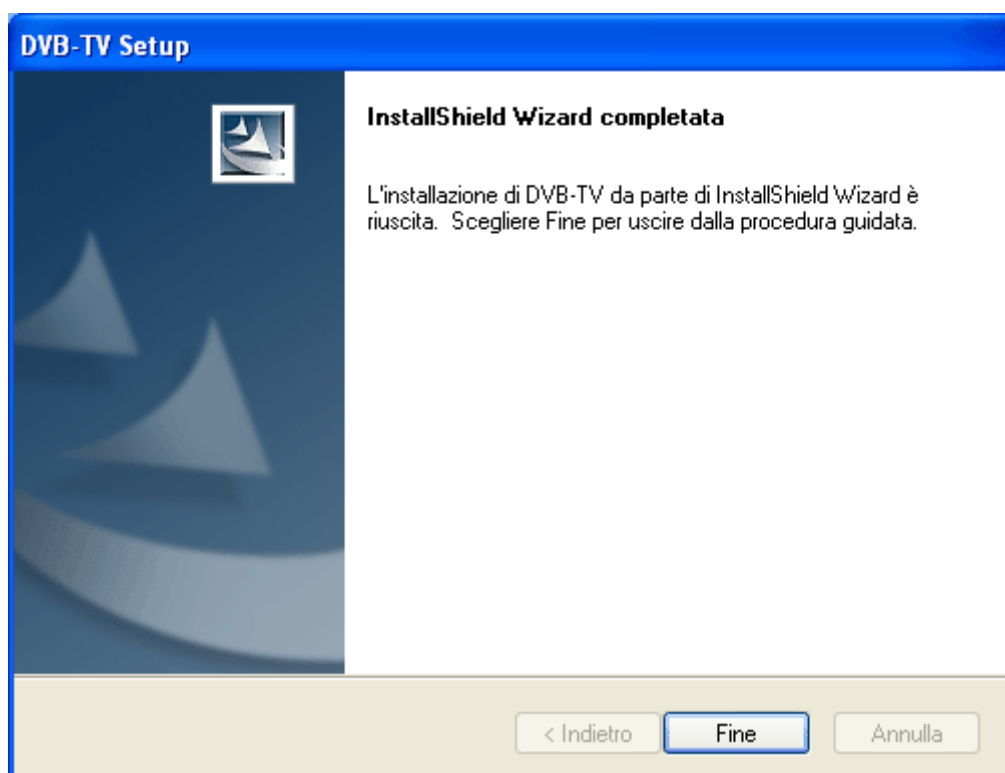 DVB-TV Setup
InstallShield Wizard completata
L'installazione di DVB-TV da parte di InstallShield Wizard è
riuscita.  Scegliere Fine per uscire dalla procedura guidata.
< Indietro
Fine
Annulla